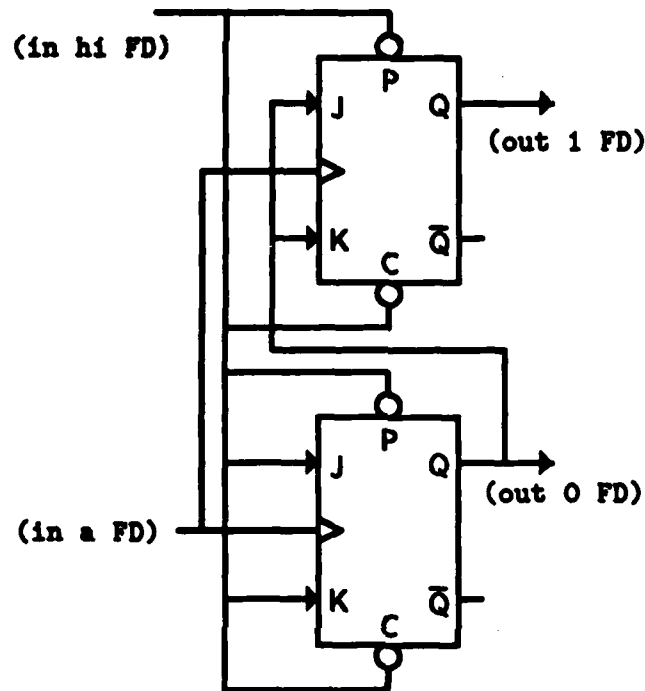 (in hi FD)
P
J Q
(out 1 FD)
K Q̅
C
P
J Q
(out 0 FD)
(in a FD)
K Q̅
C